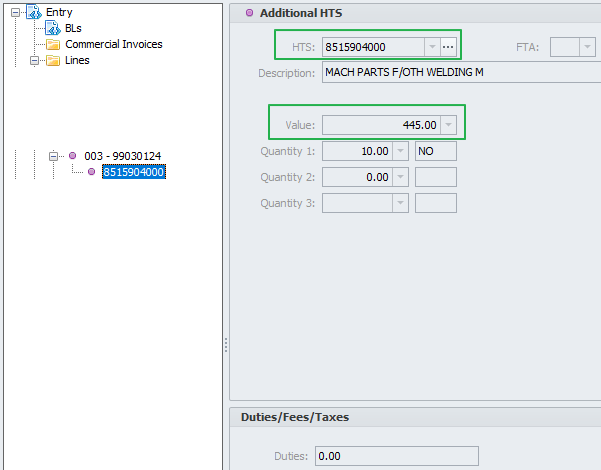 Entry
BLs
Commercial Invoices
Lines
003 - 99030124
8515904000
Additional HTS
HTS: 8515904000 ... FTA:
Description: MACH PARTS F/OTH WELDING M
Value: 445.00
Quantity 1: 10.00 NO
Quantity 2: 0.00
Quantity 3:
Duties/Fees/Taxes
Duties: 0.00